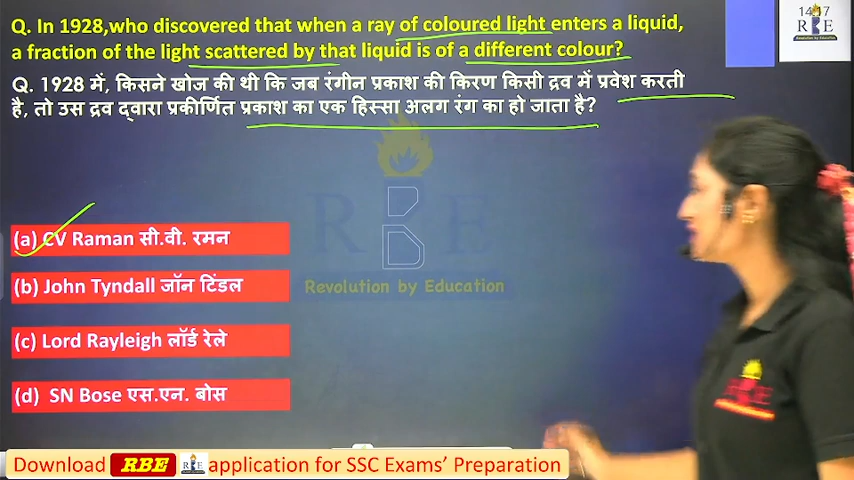 Q. In 1928,who discovered that when a ray of coloured light enters a liquid,
a fraction of the light scattered by that liquid is of a different colour?
Q. 1928 में, किसने खोज की थी कि जब रंगीन प्रकाश की किरण किसी द्रव में प्रवेश करती
है, तो उस द्रव द्वारा प्रकीर्णित प्रकाश का एक हिस्सा अलग रंग का हो जाता है?
(a) CV Raman सी.वी. रमन
(b) John Tyndall जॉन टिंडल
(c) Lord Rayleigh लॉर्ड रेले
(d) SN Bose एस.एन. बोस
RBE
Revolution by Education
RBE
Download RBE RBE application for SSC Exams' Preparation